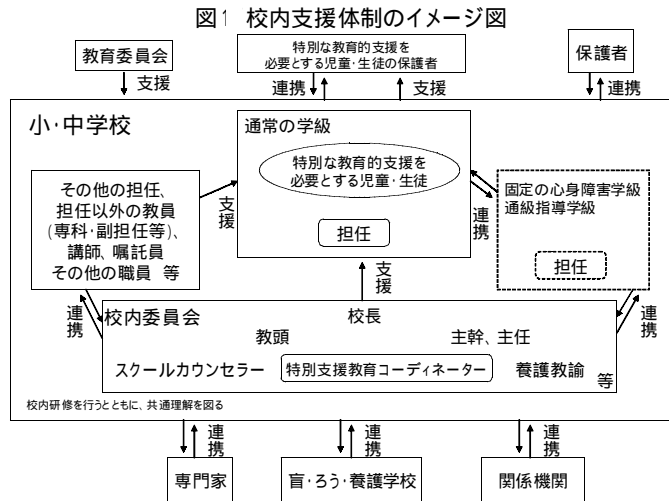 図1 校内支援体制のイメージ図
教育委員会
特別な教育的支援を
必要とする児童・生徒の保護者
保護者
支援
連携
支援
連携
小・中学校
通常の学級
特別な教育的支援を
必要とする児童・生徒
担任
その他の担任、
担任以外の教員
(専科・副担任等)、
講師、嘱託員
その他の職員 等
支援
連携
固定の心身障害学級
通級指導学級
担任
支援
連携
連携
校内委員会
校長
教頭
主幹、主任
スクールカウンセラー
特別支援教育コーディネーター
養護教諭
等
校内研修を行うとともに、共通理解を図る
連携
連携
連携
専門家
盲・ろう・養護学校
関係機関